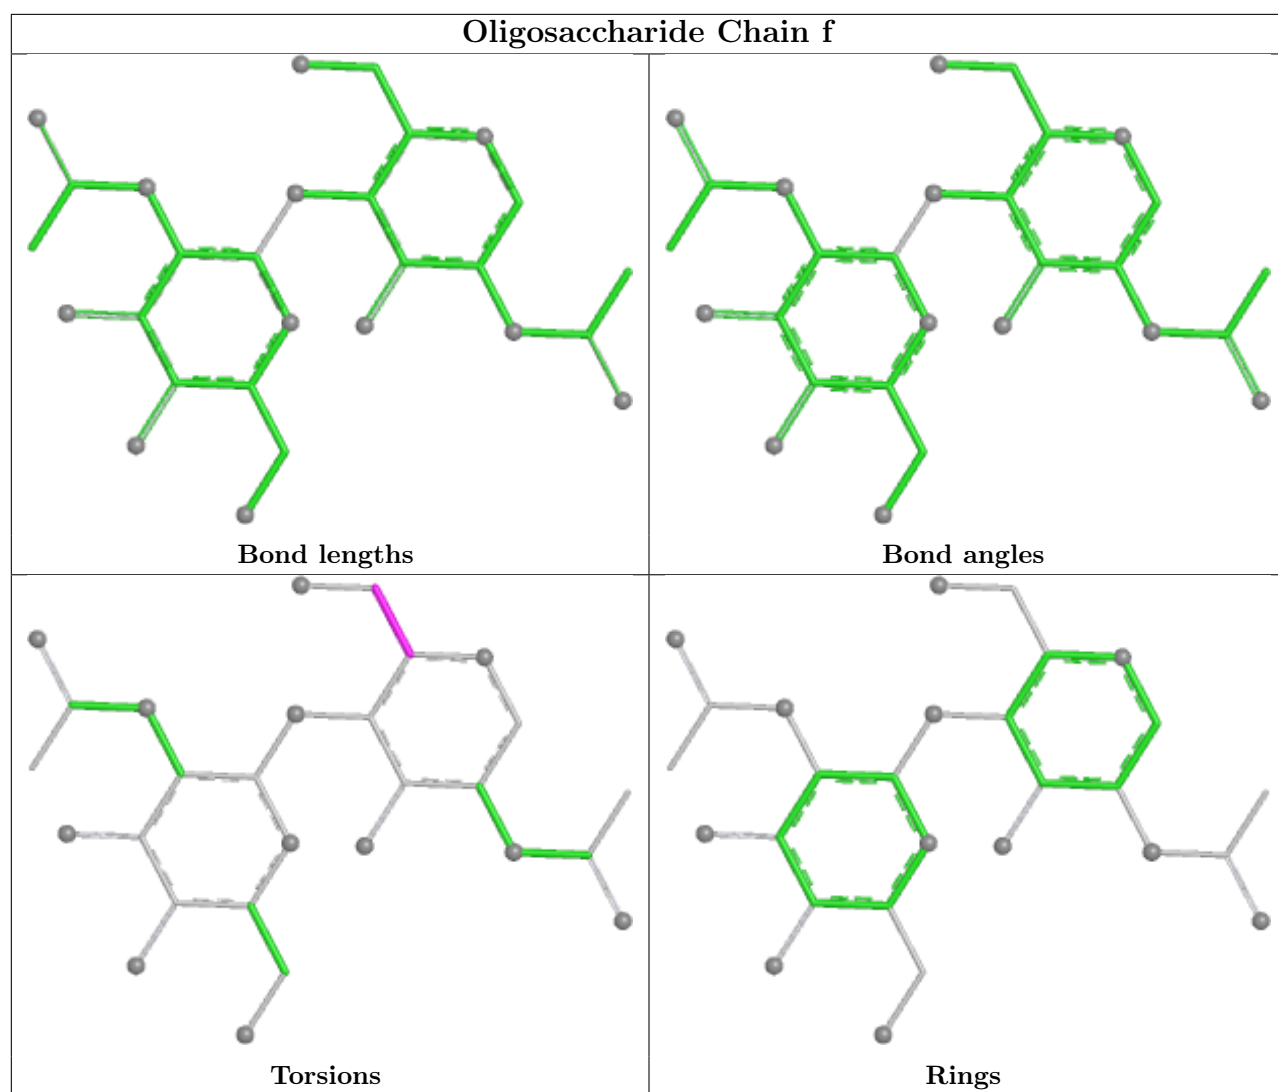 Oligosaccharide Chain f
Bond lengths
Bond angles
Torsions
Rings